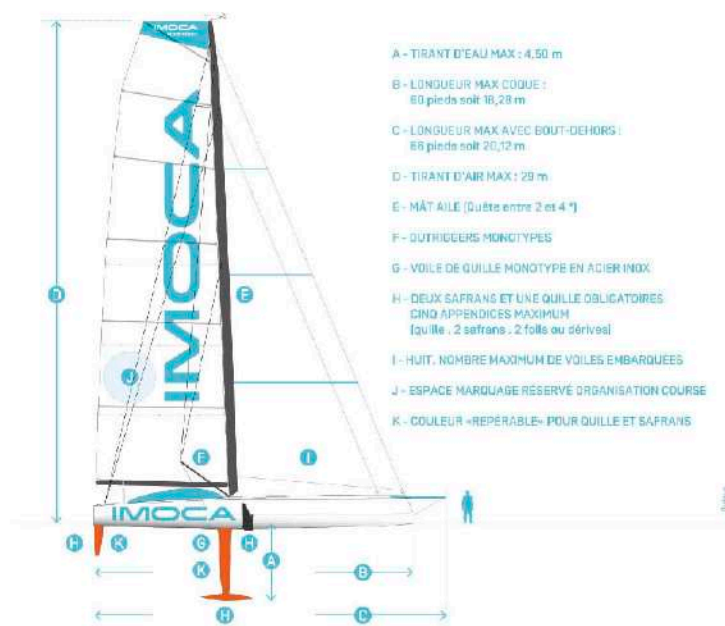 IMOCA
A - TIRANT D'EAU MAX : 4,50 m
B - LONGUEUR MAX COQUE :
60 pieds soit 18,28 m
C - LONGUEUR MAX AVEC BOUT-DEHORS :
66 pieds soit 20,12 m
D - TIRANT D'AIR MAX : 29 m
E - MÂT AILE (Quête entre 2 et 4 °)
F - OUTRIGGERS MONOTYPES
G - VOILE DE QUILLE MONOTYPE EN ACIER INOX
H - DEUX SAFRANS ET UNE QUILLE OBLIGATOIRES
CINQ APPENDICES MAXIMUM
(quille . 2 safrans . 2 foils ou dérives)
I - HUIT, NOMBRE MAXIMUM DE VOILES EMBARQUÉES
J - ESPACE MARQUAGE RÉSERVÉ ORGANISATION COURSE
K - COULEUR «REPÉRABLE» POUR QUILLE ET SAFRANS
IMOCA
D
E
J
F
I
IMOCA
H
K
G
H
A
K
B
H
C